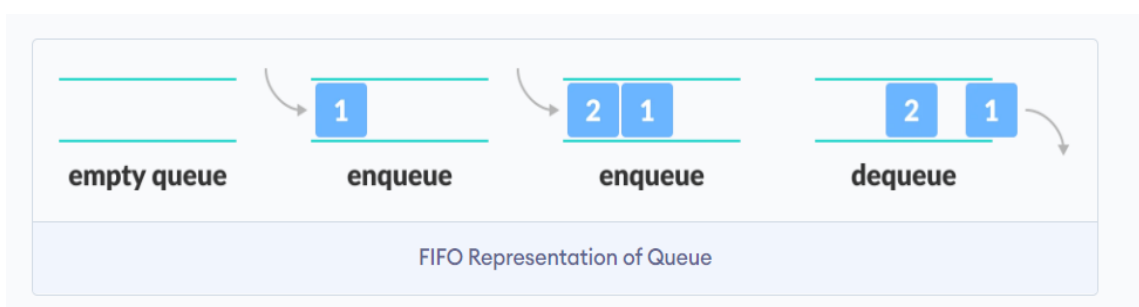 1 2 1 2 1
empty queue enqueue enqueue dequeue
FIFO Representation of Queue